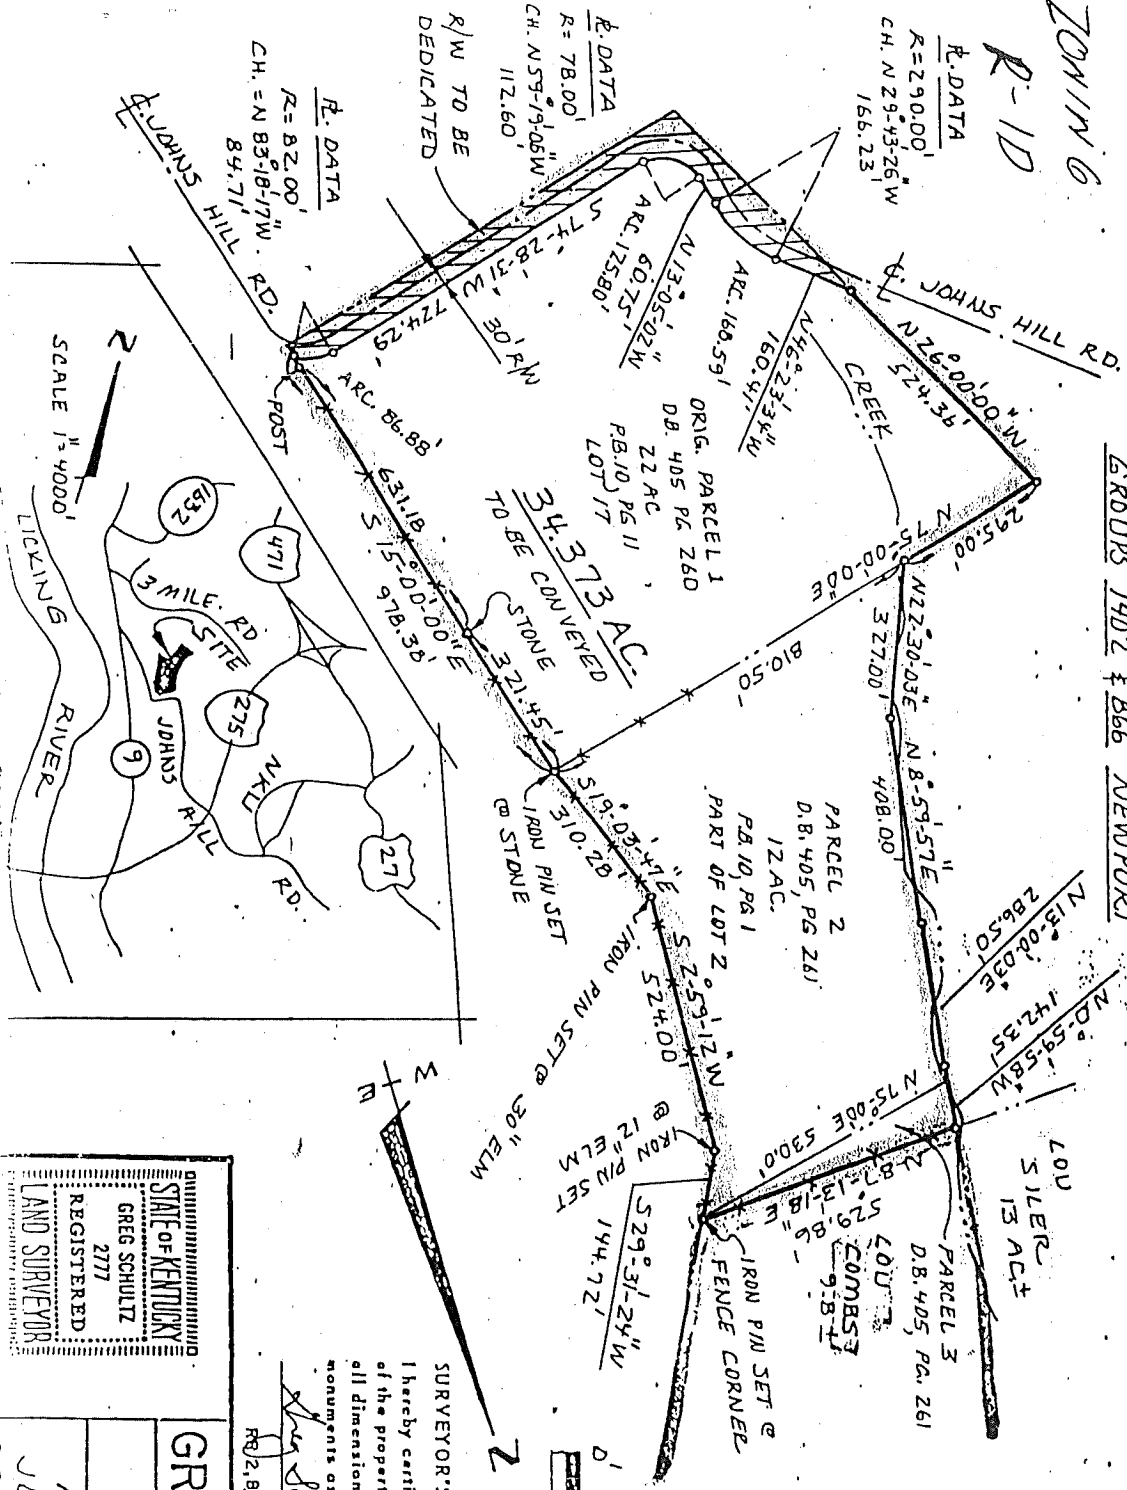 ZONING
R-1D
GROUPS 1402 & 866 NEWPORT
℄. JOHNS HILL RD.
R. DATA
R=290.00'
CH. N 29°-43'-26"W
166.23'
R. DATA
R= 78.00'
CH. N 59°-19'-06"W
112.60'
R/W TO BE
DEDICATED
R. DATA
R= 82.00'
CH. = N 83°-18'-17"W.
84.71'
℄. JOHNS HILL RD.
N 26°-00'-00"W
524.36'
N 46°-23'-34"W
160.41'
ARC. 160.59'
N 13°-05'-02"W
60.75'
ARC. 125.80'
S 74°-28'-31"W
724.29'
30' R/W
ARC. 86.88'
POST
CREEK
295.00'
N 75°-00'-00"E
810.50'
ORIG. PARCEL 1
D.B. 405 PG 260
22 AC
P.B.10, PG 11
LOT 17
34.373 AC.
TO BE CONVEYED
631.18
S 15°-00'-00"E
978.38'
STONE
321.45'
IRON PIN SET
@ STONE
N 22°-30'-03"E
327.00'
N 8°-59'-57"E
408.00
N 13°-00'-03"E
286.50'
N 0°-59'-58"W
142.35'
PARCEL 2
D.B. 405, PG 261
12 AC.
P.B. 10, PG 1
PART OF LOT 2
S 19°-03'-47"E
310.28'
IRON PIN SET @ 30" ELM
S 2°-59'-12"W
524.00'
IRON PIN SET
@ 12" ELM
S 29°-31'-24"W
144.72'
N 75°-00'E
530.0'
N 87°-13'-18"E
529.86'
LOU
SILER
13 AC.±
PARCEL 3
D.B. 405, PG. 261
LOU
COMBS
IRON PIN SET @
FENCE CORNER
W
E
N
0'
N
SCALE 1"= 4000'
LICKING
RIVER
1632
471
3 MILE RD
SITE
275
JOHNS
HILL
RD.
NKU
9
27
STATE OF KENTUCKY
GREG SCHULTZ
2777
REGISTERED
LAND SURVEYOR
SURVEYOR'S
I hereby certi
of the propert
all dimension
monuments as
GR